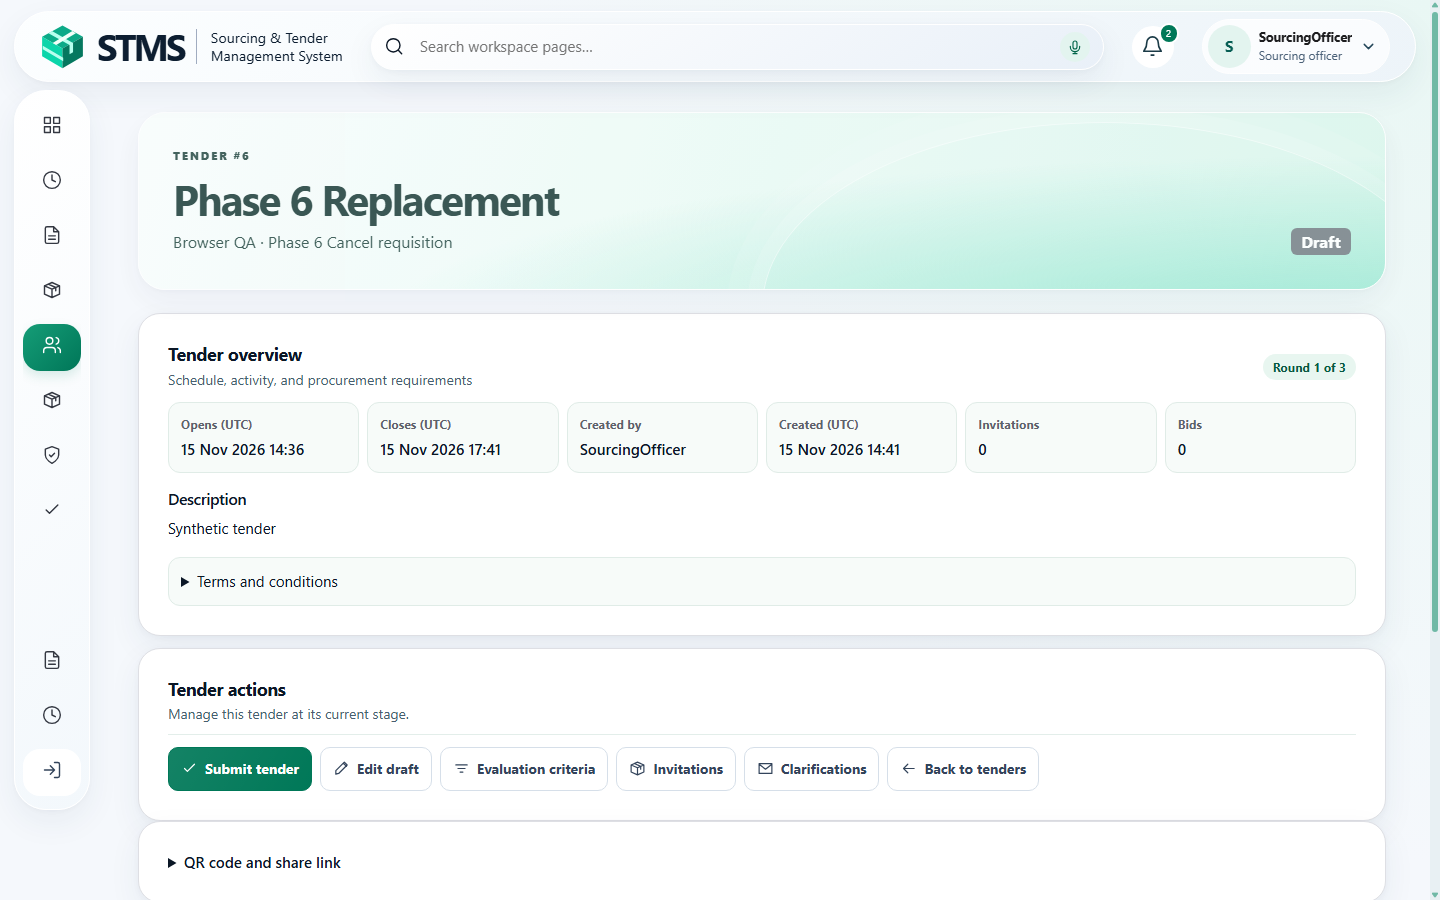 STMS
Sourcing & Tender
Management System
Search workspace pages...
2
S
SourcingOfficer
Sourcing officer
TENDER #6
Phase 6 Replacement
Browser QA · Phase 6 Cancel requisition
Draft
Tender overview
Schedule, activity, and procurement requirements
Round 1 of 3
Opens (UTC)
15 Nov 2026 14:36
Closes (UTC)
15 Nov 2026 17:41
Created by
SourcingOfficer
Created (UTC)
15 Nov 2026 14:41
Invitations
0
Bids
0
Description
Synthetic tender
Terms and conditions
Tender actions
Manage this tender at its current stage.
Submit tender
Edit draft
Evaluation criteria
Invitations
Clarifications
Back to tenders
QR code and share link